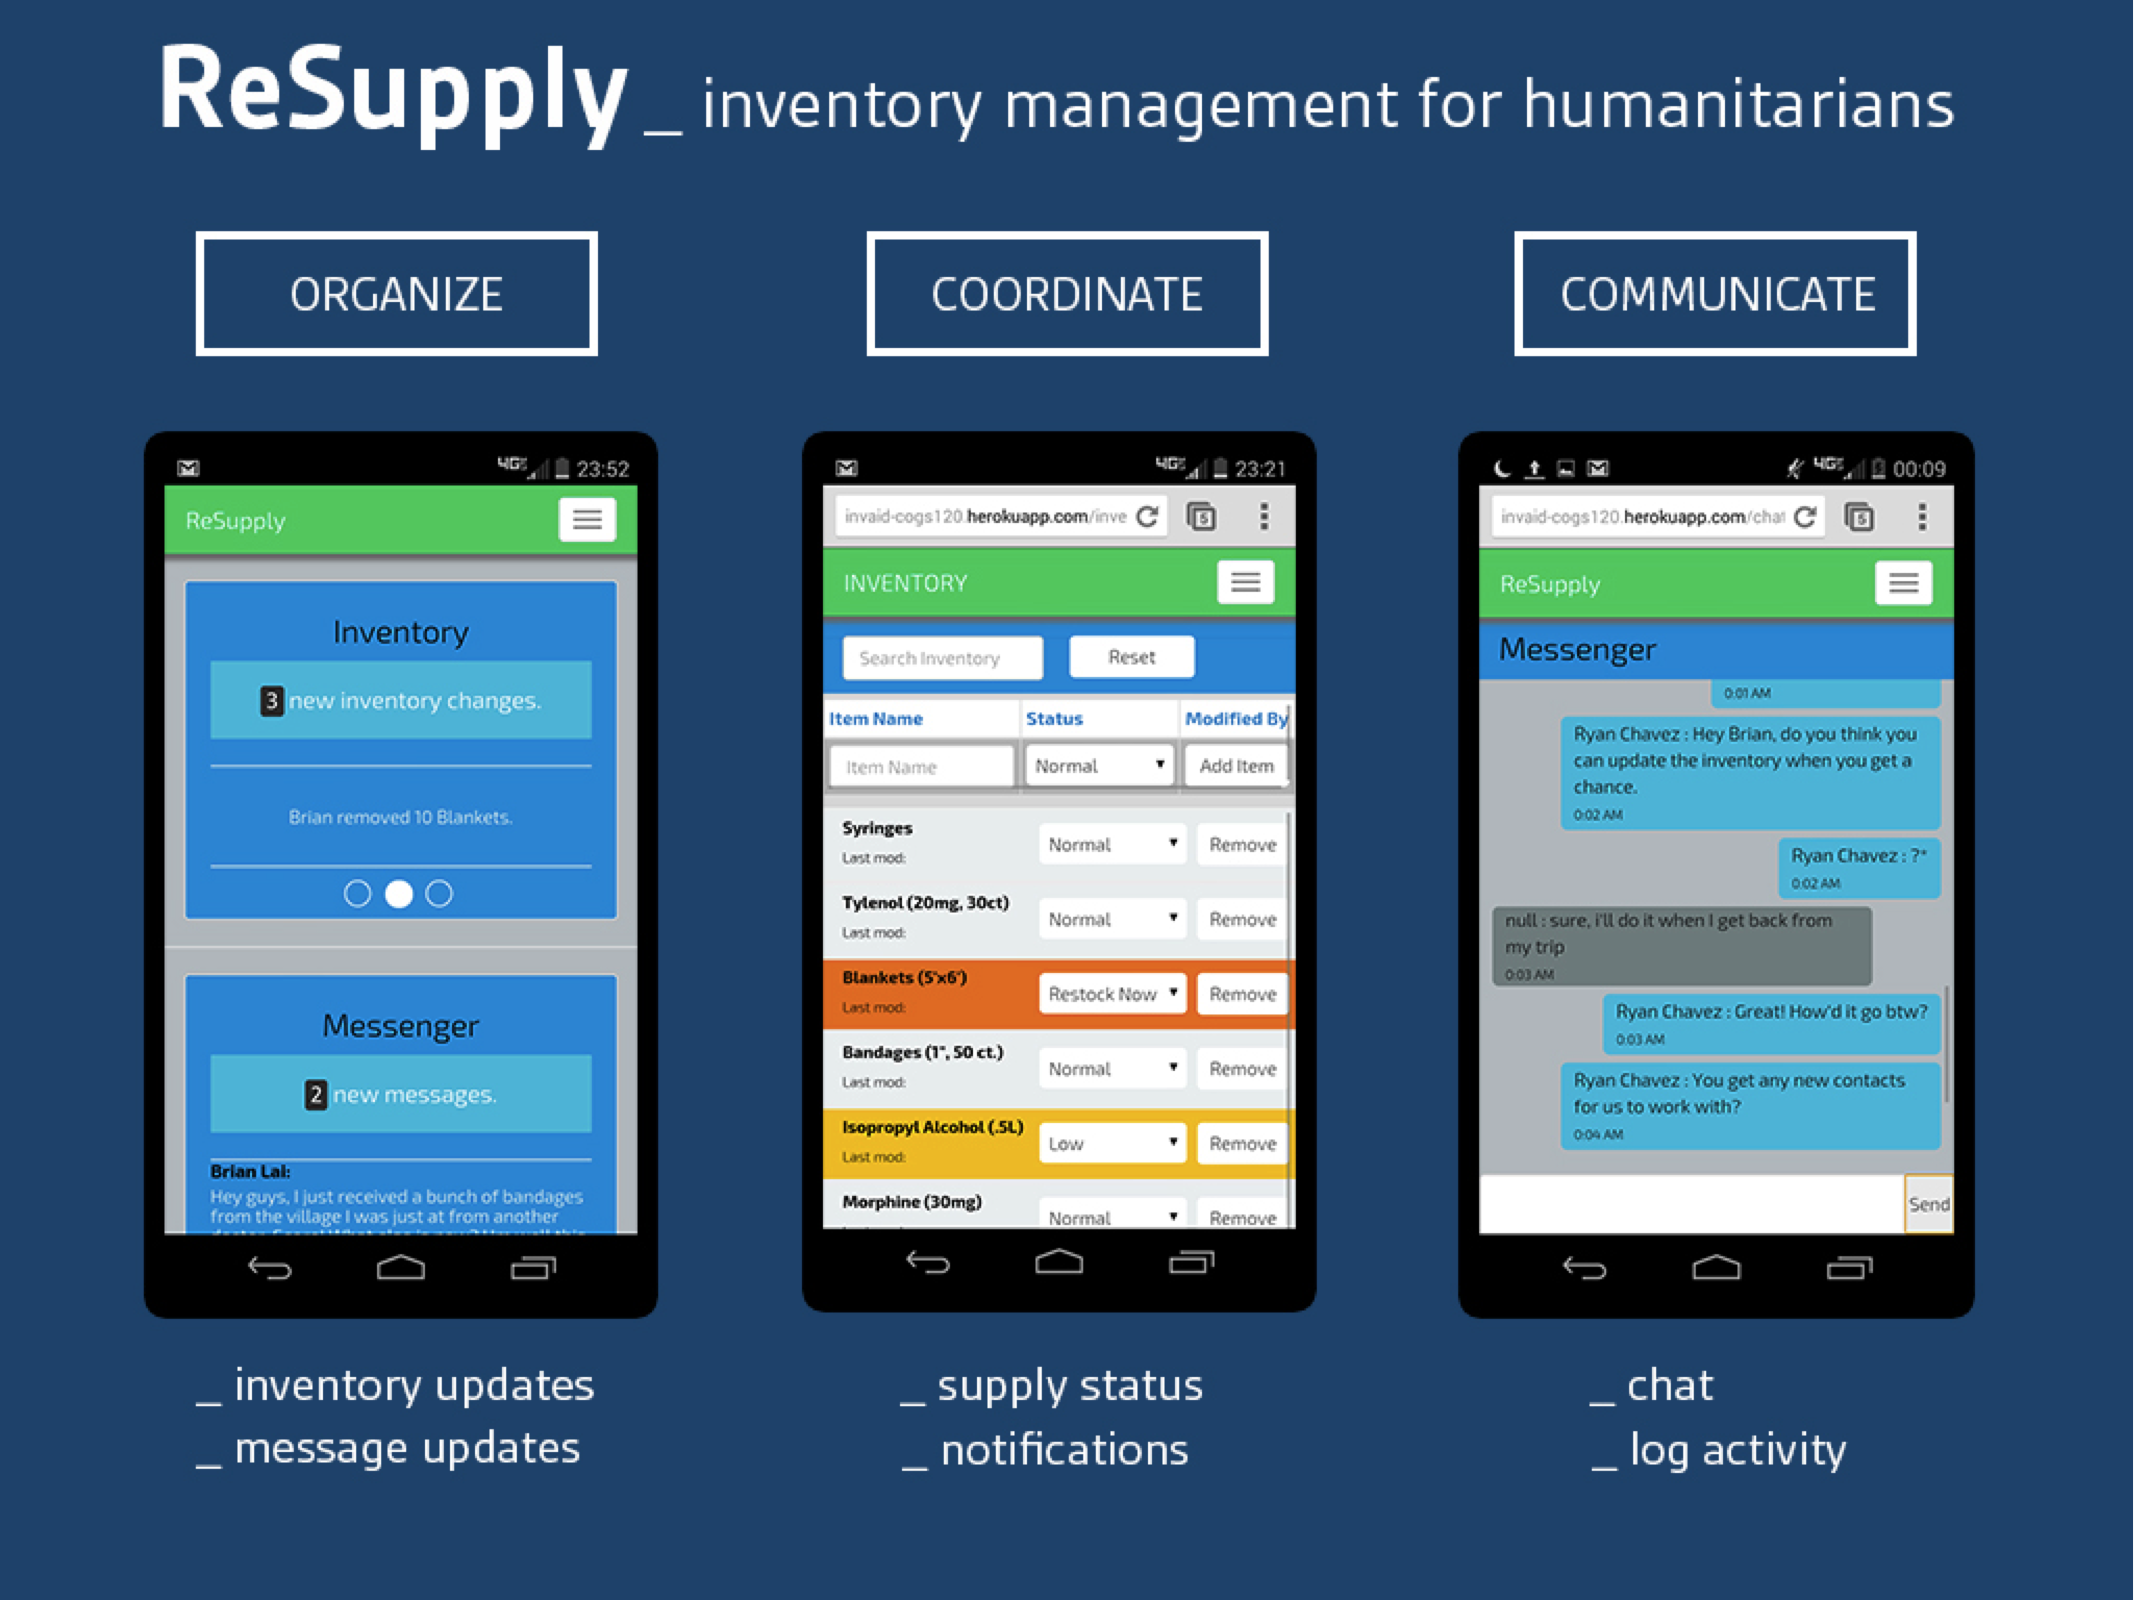 ReSupply _ inventory management for humanitarians
ORGANIZE
COORDINATE
COMMUNICATE
4G 23:52
ReSupply
Inventory
3 new inventory changes.
Brian removed 10 Blankets.
Messenger
2 new messages.
Brian Lal:
Hey guys, I just received a bunch of bandages
from the village I was just at from another
4G 23:21
invaid-cogs120.herokuapp.com/inve
5
INVENTORY
Search Inventory
Reset
Item Name Status Modified By
Item Name Normal Add Item
Syringes
Last mod:
Normal Remove
Tylenol (20mg, 30ct)
Last mod:
Normal Remove
Blankets (5'x6')
Last mod:
Restock Now Remove
Bandages (1", 50 ct.)
Last mod:
Normal Remove
Isopropyl Alcohol (.5L)
Last mod:
Low Remove
Morphine (30mg)
Normal Remove
4G 00:09
invaid-cogs120.herokuapp.com/chat
5
ReSupply
Messenger
0:01 AM
Ryan Chavez : Hey Brian, do you think you
can update the inventory when you get a
chance.
0:02 AM
Ryan Chavez : ?*
0:02 AM
null : sure, i'll do it when I get back from
my trip
0:03 AM
Ryan Chavez : Great! How'd it go btw?
0:03 AM
Ryan Chavez : You get any new contacts
for us to work with?
0:04 AM
Send
_ inventory updates
_ message updates
_ supply status
_ notifications
_ chat
_ log activity